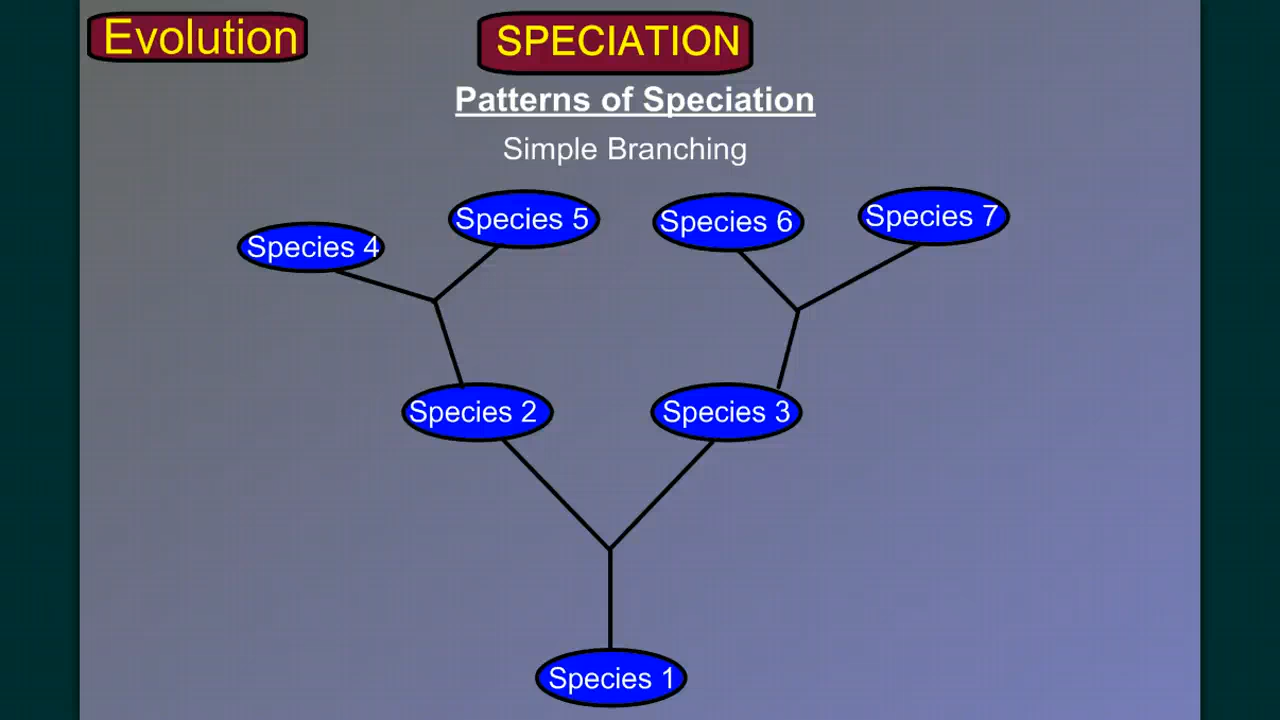 Evolution
SPECIATION
Patterns of Speciation
Simple Branching
Species 4
Species 5
Species 6
Species 7
Species 2
Species 3
Species 1